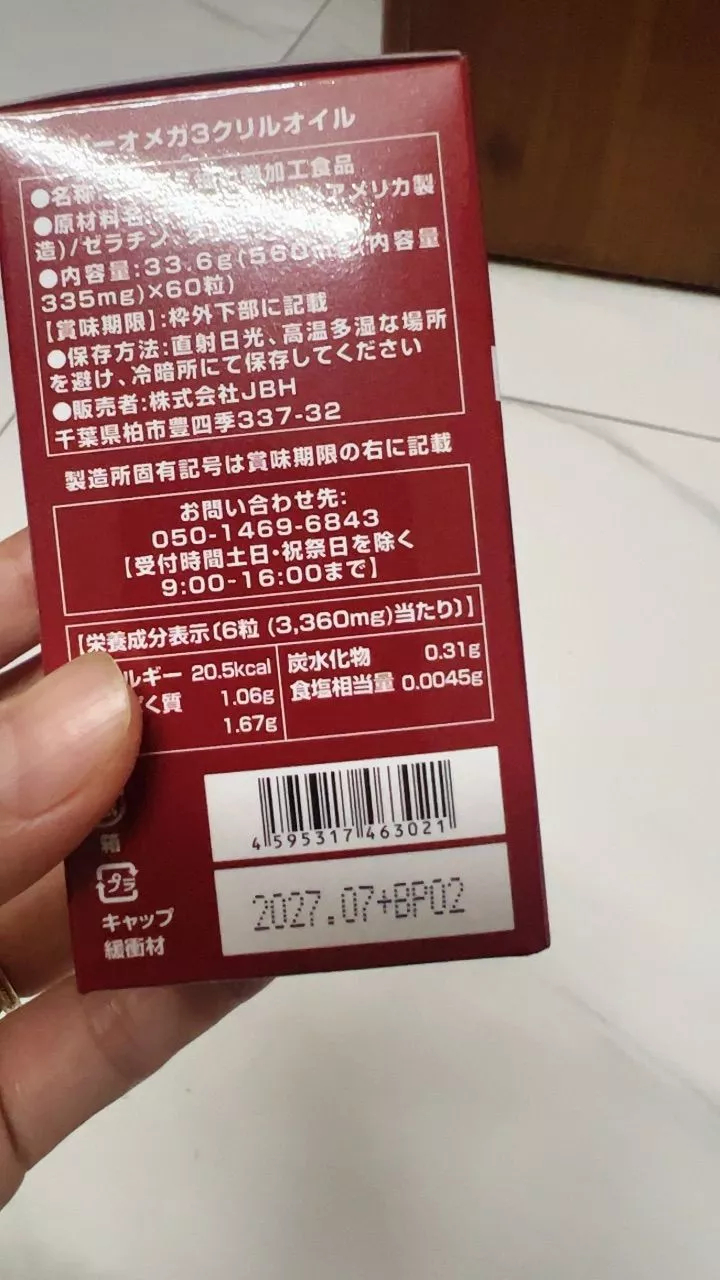 ーオメガ3クリルオイル
●名称 加工食品
●原材料名: アメリカ製
造)/ゼラチン、
●内容量:33.6g(560mg(内容量
335mg)×60粒)
【賞味期限】:枠外下部に記載
●保存方法:直射日光、高温多湿な場所
を避け、冷暗所にて保存してください
●販売者:株式会社JBH
千葉県柏市豊四季337-32
製造所固有記号は賞味期限の右に記載
お問い合わせ先:
050-1469-6843
【受付時間土日・祝祭日を除く
9:00-16:00まで】
【栄養成分表示〔6粒 (3,360mg)当たり〕】
ルギー 20.5kcal
く質 1.06g
1.67g
炭水化物 0.31g
食塩相当量 0.0045g
4595317463021
2027.07+BP02
箱
プラ
キャップ
緩衝材